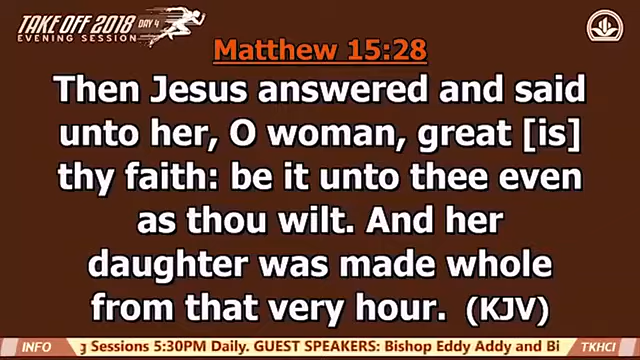 TAKE OFF 2018 DAY 4
EVENING SESSION
Matthew 15:28
Then Jesus answered and said
unto her, O woman, great [is]
thy faith: be it unto thee even
as thou wilt. And her
daughter was made whole
from that very hour. (KJV)
INFO g Sessions 5:30PM Daily. GUEST SPEAKERS: Bishop Eddy Addy and Bi TKHCI